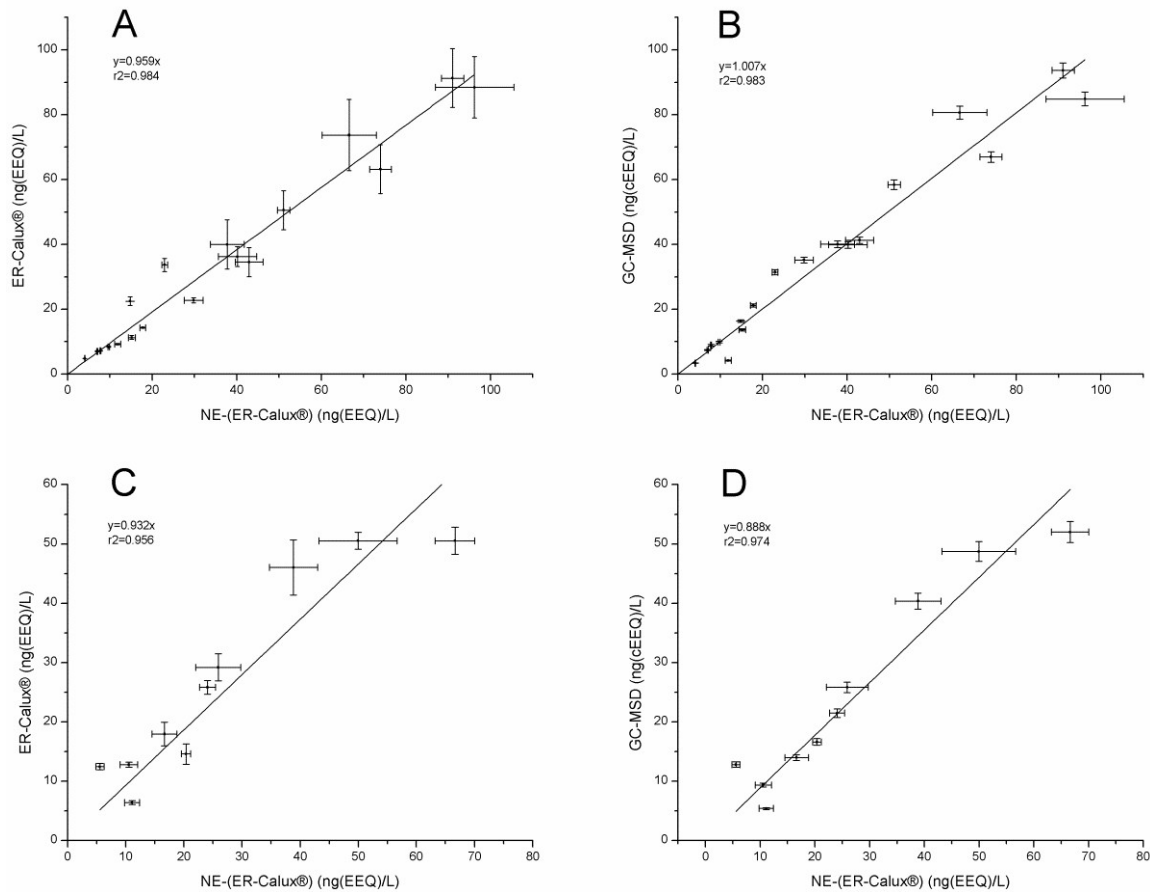 A
y=0.959x
r2=0.984
ER-Calux® (ng(EEQ)/L)
100
80
60
40
20
0
0 20 40 60 80 100
NE-(ER-Calux®) (ng(EEQ)/L)
B
y=1.007x
r2=0.983
GC-MSD (ng(cEEQ)/L)
100
80
60
40
20
0
0 20 40 60 80 100
NE-(ER-Calux®) (ng(EEQ)/L)
C
y=0.932x
r2=0.956
ER-Calux® (ng(EEQ)/L)
60
50
40
30
20
10
0
0 10 20 30 40 50 60 70 80
NE-(ER-Calux®) (ng(EEQ)/L)
D
y=0.888x
r2=0.974
GC-MSD (ng(cEEQ)/L)
60
50
40
30
20
10
0
0 10 20 30 40 50 60 70 80
NE-(ER-Calux®) (ng(EEQ)/L)